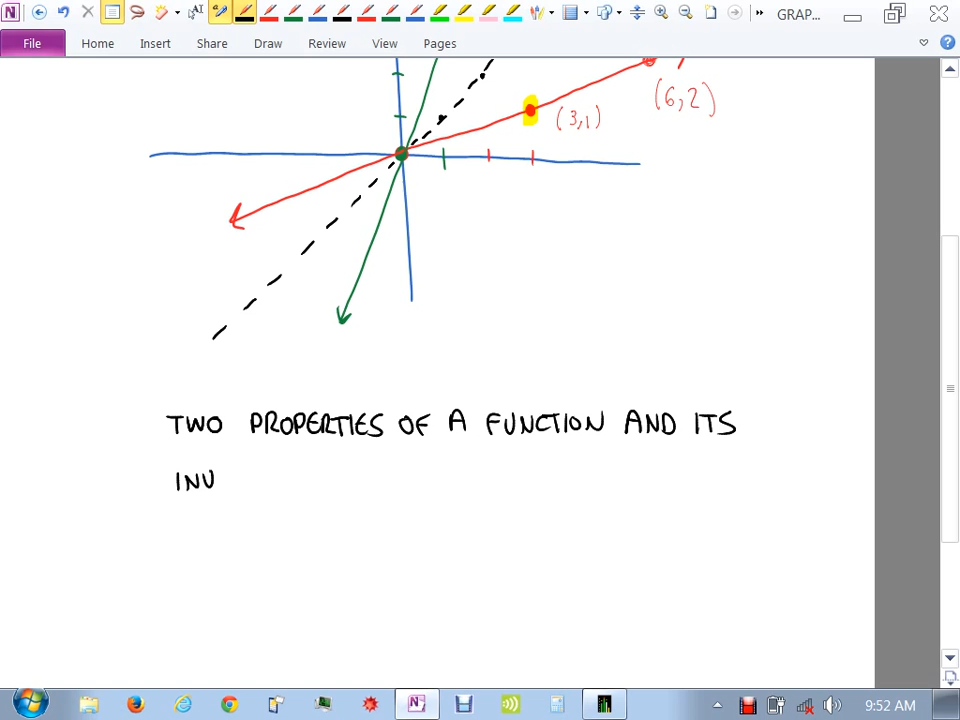 GRAP...
File Home Insert Share Draw Review View Pages
(6,2)
(3,1)
TWO PROPERTIES OF A FUNCTION AND ITS
INV
9:52 AM